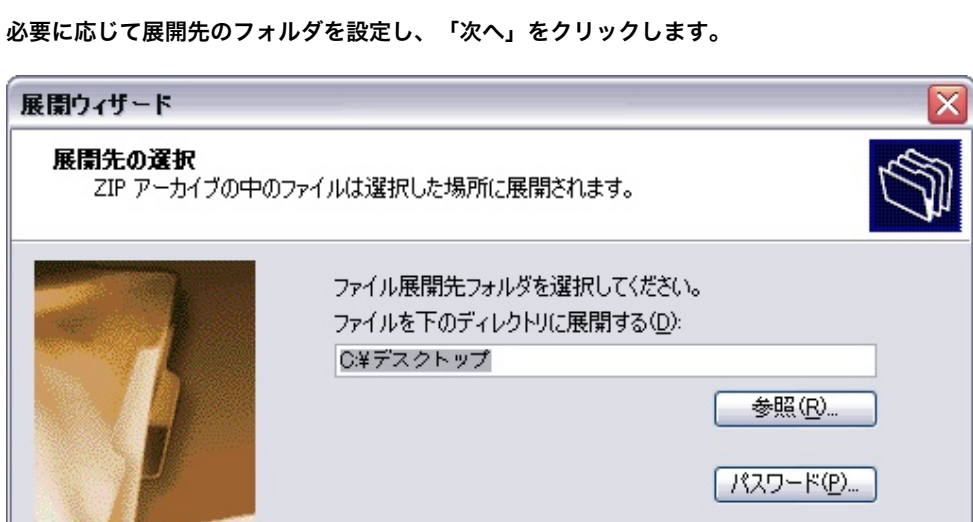 必要に応じて展開先のフォルダを設定し、「次へ」をクリックします。
展開ウィザード
展開先の選択
ZIP アーカイブの中のファイルは選択した場所に展開されます。
ファイル展開先フォルダを選択してください。
ファイルを下のディレクトリに展開する(D):
C:¥デスクトップ
参照(R)...
パスワード(P)...